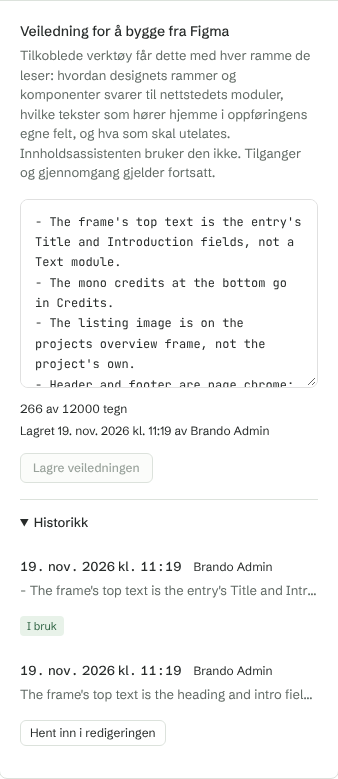 Veiledning for å bygge fra Figma
Tilkoblede verktøy får dette med hver ramme de
leser: hvordan designets rammer og
komponenter svarer til nettstedets moduler,
hvilke tekster som hører hjemme i oppføringens
egne felt, og hva som skal utelates.
Innholdsassistenten bruker den ikke. Tilganger
og gjennomgang gjelder fortsatt.
- The frame's top text is the entry's
Title and Introduction fields, not a
Text module.
- The mono credits at the bottom go
in Credits.
- The listing image is on the
projects overview frame, not the
project's own.
- Header and footer are page chrome:
266 av 12000 tegn
Lagret 19. nov. 2026 kl. 11:19 av Brando Admin
Lagre veiledningen
▼ Historikk
19. nov. 2026 kl. 11:19 Brando Admin
- The frame's top text is the entry's Title and Intr...
I bruk
19. nov. 2026 kl. 11:19 Brando Admin
The frame's top text is the heading and intro fiel...
Hent inn i redigeringen